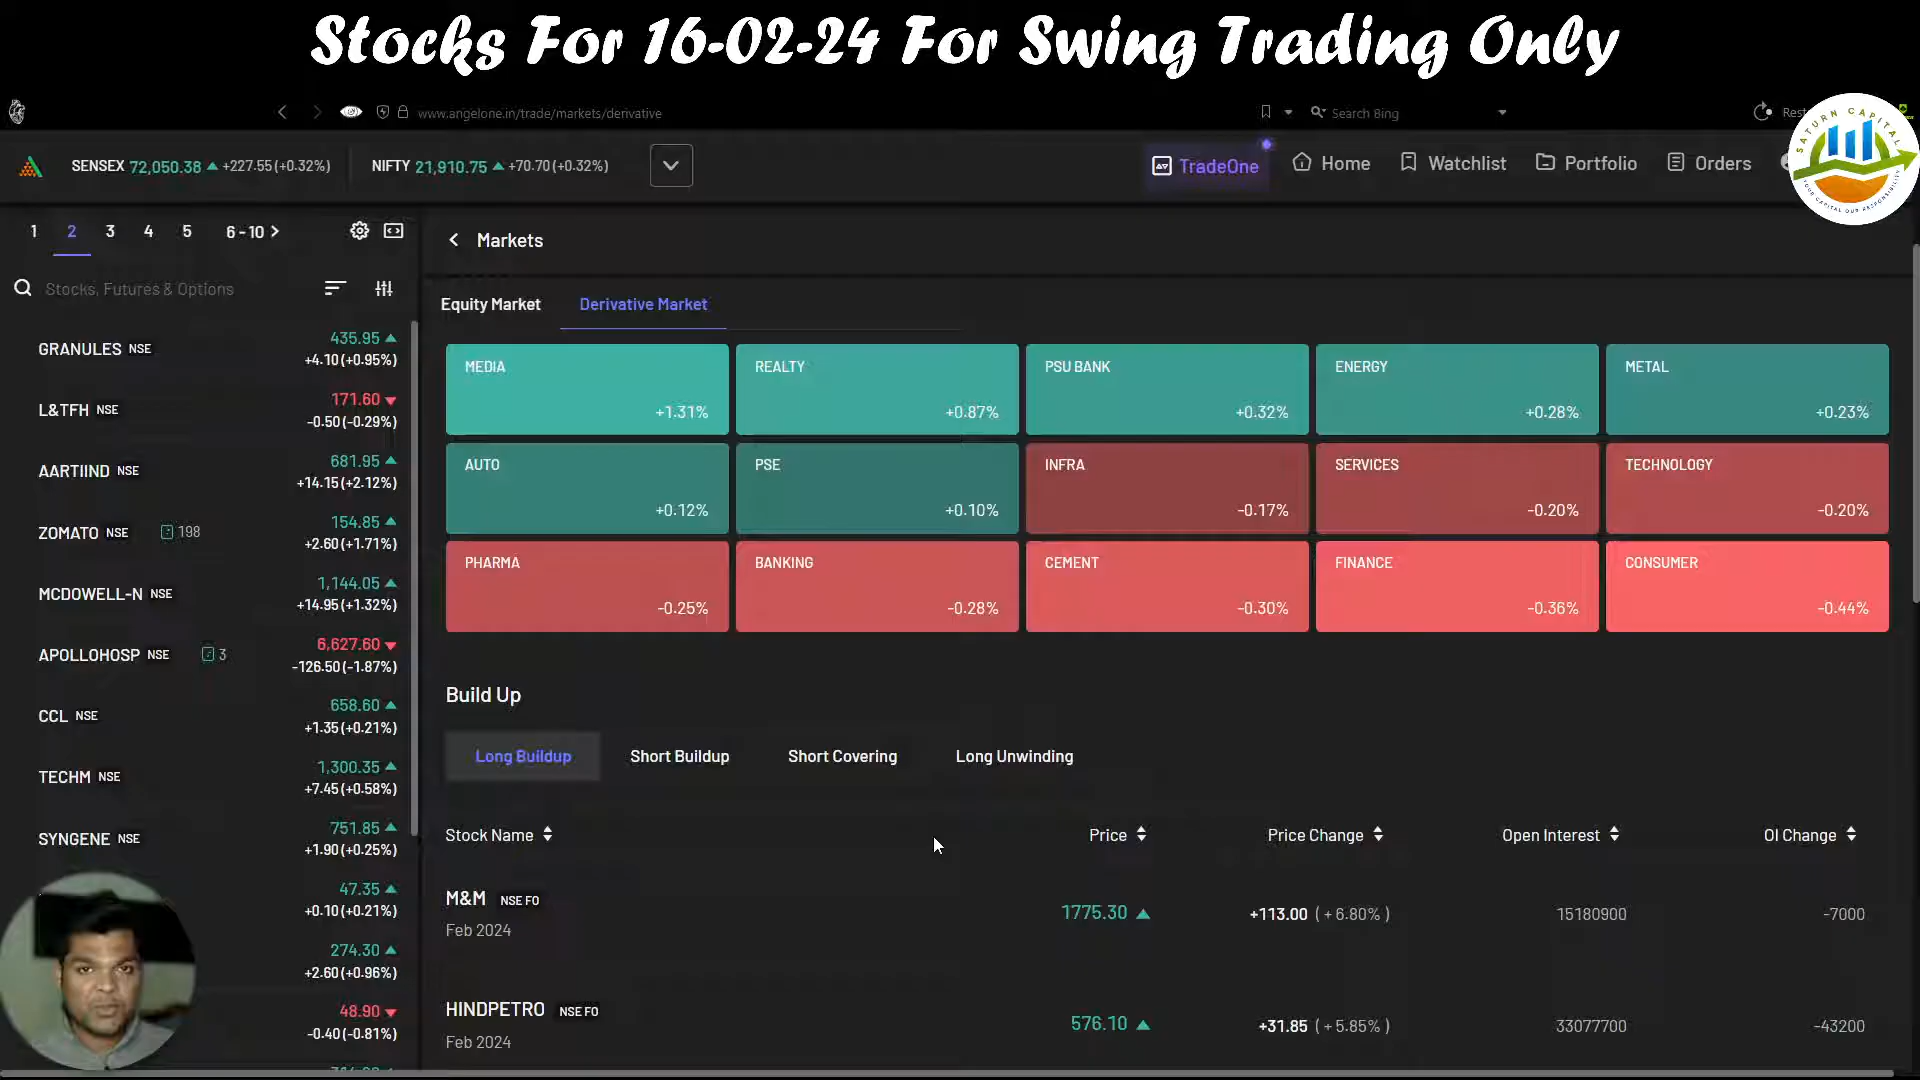 Stocks For 16-02-24 For Swing Trading Only
www.angelone.in/trade/markets/derivative
Search Bing
SATURN CAPITAL
YOUR CAPITAL OUR RESPONSIBILITY
SENSEX 72,050.38 +227.55 (+0.32%)
NIFTY 21,910.75 +70.70 (+0.32%)
TradeOne
Home
Watchlist
Portfolio
Orders
1 2 3 4 5 6-10
Stocks, Futures & Options
GRANULES NSE 435.95
+4.10 (+0.95%)
L&TFH NSE 171.60
-0.50 (-0.29%)
AARTIIND NSE 681.95
+14.15 (+2.12%)
ZOMATO NSE 198 154.85
+2.60 (+1.71%)
MCDOWELL-N NSE 1,144.05
+14.95 (+1.32%)
APOLLOHOSP NSE 3 6,627.60
-126.50 (-1.87%)
CCL NSE 658.60
+1.35 (+0.21%)
TECHM NSE 1,300.35
+7.45 (+0.58%)
SYNGENE NSE 751.85
+1.90 (+0.25%)
47.35
+0.10 (+0.21%)
274.30
+2.60 (+0.96%)
48.90
-0.40 (-0.81%)
Markets
Equity Market
Derivative Market
MEDIA +1.31%
REALTY +0.87%
PSU BANK +0.32%
ENERGY +0.28%
METAL +0.23%
AUTO +0.12%
PSE +0.10%
INFRA -0.17%
SERVICES -0.20%
TECHNOLOGY -0.20%
PHARMA -0.25%
BANKING -0.28%
CEMENT -0.30%
FINANCE -0.36%
CONSUMER -0.44%
Build Up
Long Buildup
Short Buildup
Short Covering
Long Unwinding
Stock Name Price Price Change Open Interest OI Change
M&M NSE FO 1775.30 +113.00 (+6.80%) 15180900 -7000
Feb 2024
HINDPETRO NSE FO 576.10 +31.85 (+5.85%) 33077700 -43200
Feb 2024